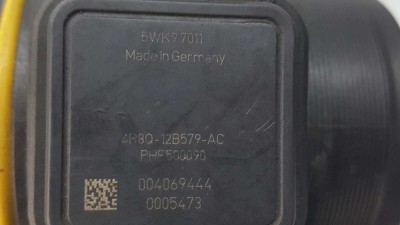 5WK97011
Made in Germany
4R8Q-12B579-AC
PHF500090
004069444
0005473